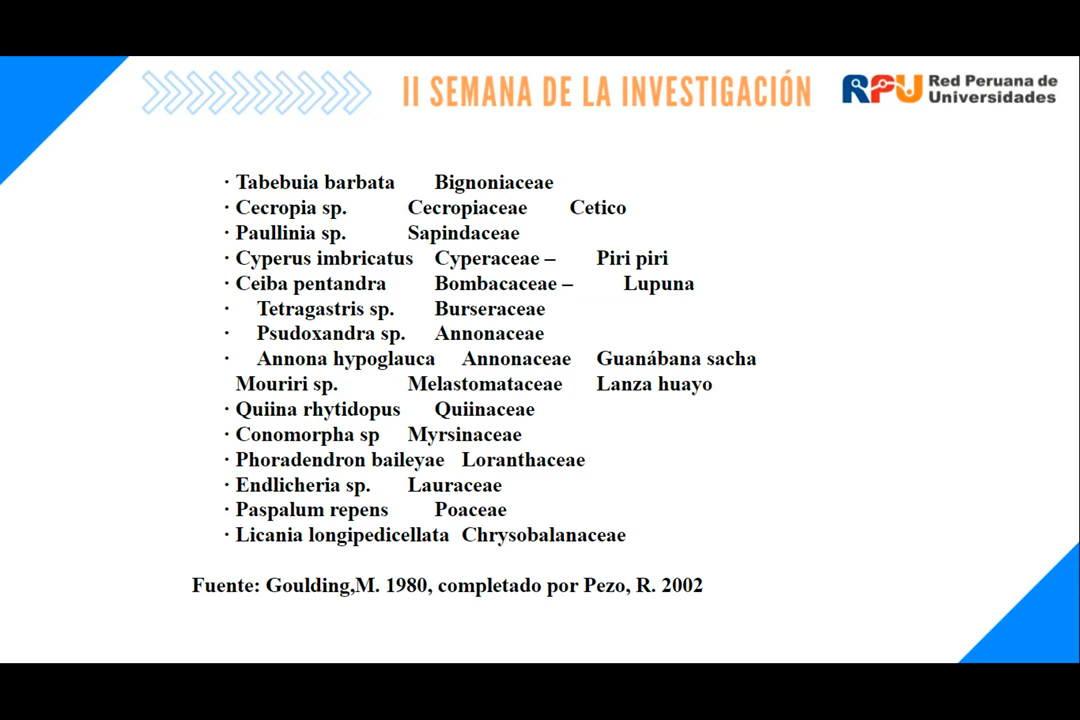 II SEMANA DE LA INVESTIGACIÓN
RPU Red Peruana de
Universidades
· Tabebuia barbata Bignoniaceae
· Cecropia sp. Cecropiaceae Cetico
· Paullinia sp. Sapindaceae
· Cyperus imbricatus Cyperaceae – Piri piri
· Ceiba pentandra Bombacaceae – Lupuna
· Tetragastris sp. Burseraceae
· Psudoxandra sp. Annonaceae
· Annona hypoglauca Annonaceae Guanábana sacha
Mouriri sp. Melastomataceae Lanza huayo
· Quiina rhytidopus Quiinaceae
· Conomorpha sp Myrsinaceae
· Phoradendron baileyae Loranthaceae
· Endlicheria sp. Lauraceae
· Paspalum repens Poaceae
· Licania longipedicellata Chrysobalanaceae
Fuente: Goulding,M. 1980, completado por Pezo, R. 2002